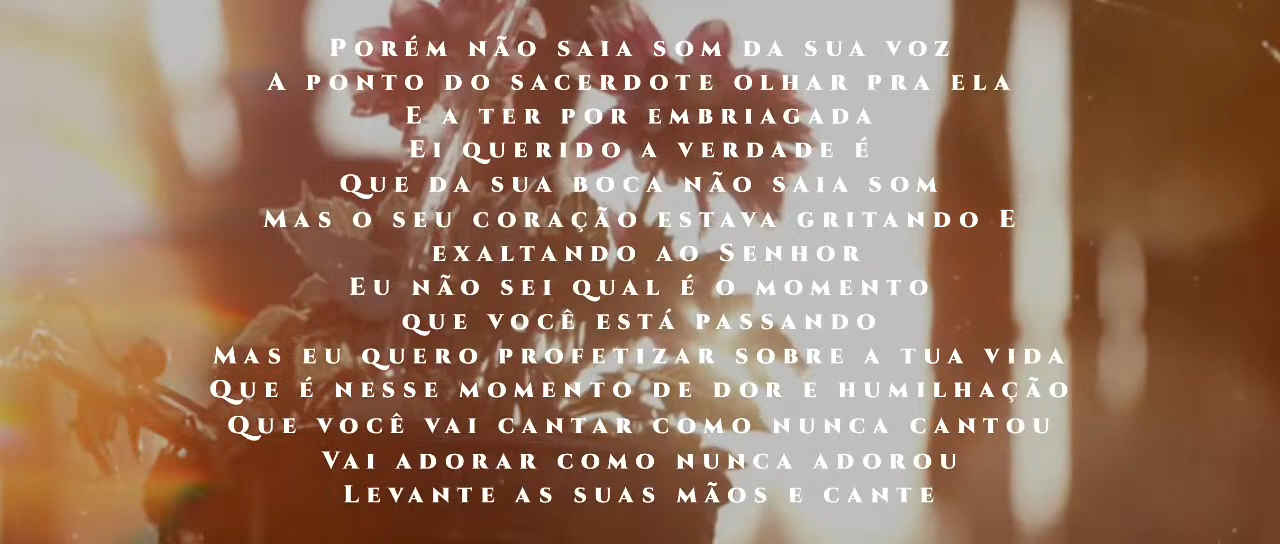 Porém não saia som da sua voz
A ponto do sacerdote olhar pra ela
E a ter por embriagada
Ei querido a verdade é
Que da sua boca não saia som
Mas o seu coração estava gritando E
exaltando ao Senhor
Eu não sei qual é o momento
que você está passando
Mas eu quero profetizar sobre a tua vida
Que é nesse momento de dor e humilhação
Que você vai cantar como nunca cantou
Vai adorar como nunca adorou
Levante as suas mãos e cante